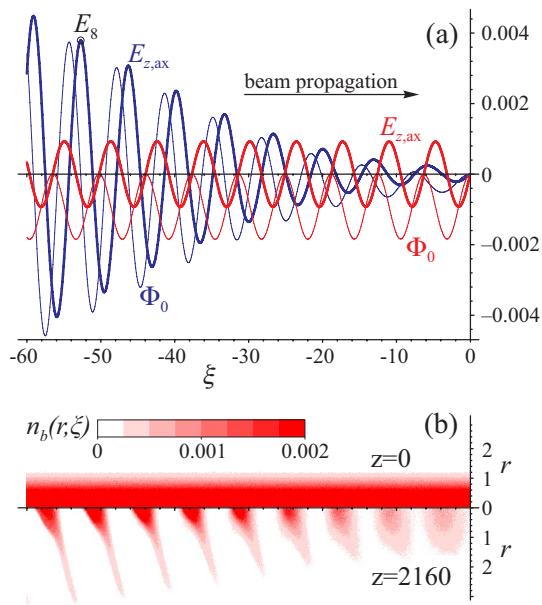 (a)
E8
Ez,ax
beam propagation
Ez,ax
Φ0
Φ0
0.004
0.002
0
−0.002
−0.004
-60 -50 -40 -30 -20 -10 0
ξ
(b)
nb(r,ξ)
0 0.001 0.002
z=0
2
1
r
0
1
r
2
z=2160